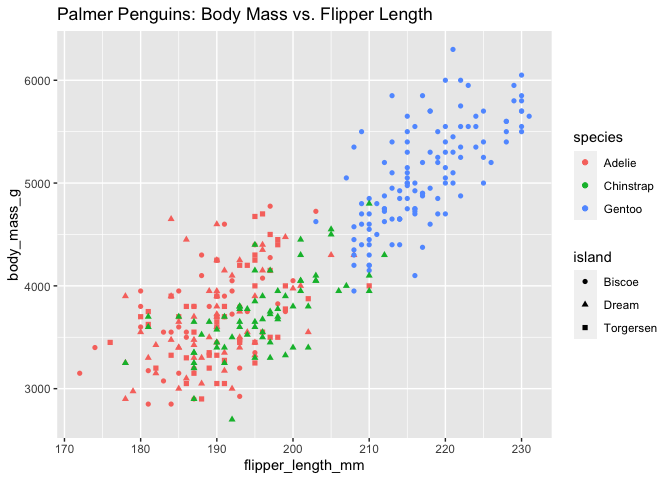 Palmer Penguins: Body Mass vs. Flipper Length
body_mass_g
6000
5000
4000
3000
170 180 190 200 210 220 230
flipper_length_mm
species
Adelie
Chinstrap
Gentoo
island
Biscoe
Dream
Torgersen